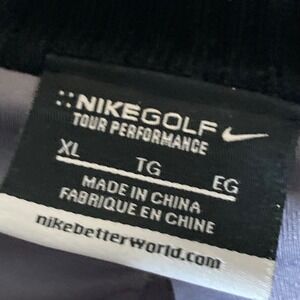 NIKEGOLF
TOUR PERFORMANCE
XL TG EG
MADE IN CHINA
FABRIQUE EN CHINE
nikebetterworld.com